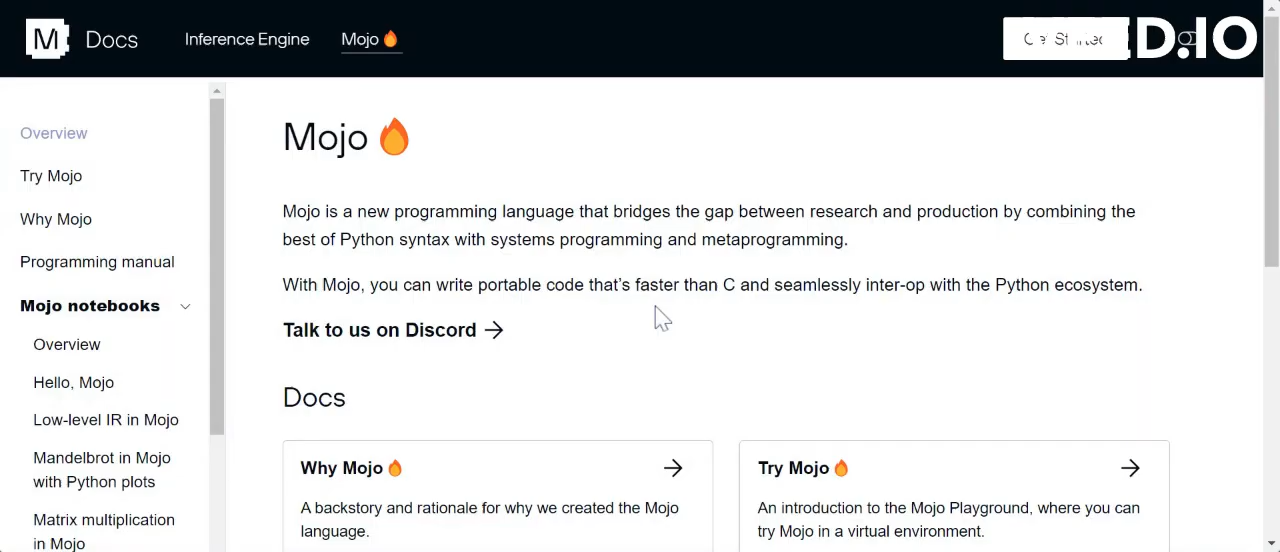 M Docs Inference Engine Mojo🔥 Get Started ED.IO
Overview
Try Mojo
Why Mojo
Programming manual
Mojo notebooks
Overview
Hello, Mojo
Low-level IR in Mojo
Mandelbrot in Mojo
with Python plots
Matrix multiplication
in Mojo
Mojo 🔥
Mojo is a new programming language that bridges the gap between research and production by combining the
best of Python syntax with systems programming and metaprogramming.
With Mojo, you can write portable code that’s faster than C and seamlessly inter-op with the Python ecosystem.
Talk to us on Discord →
Docs
Why Mojo🔥 →
A backstory and rationale for why we created the Mojo
language.
Try Mojo🔥 →
An introduction to the Mojo Playground, where you can
try Mojo in a virtual environment.